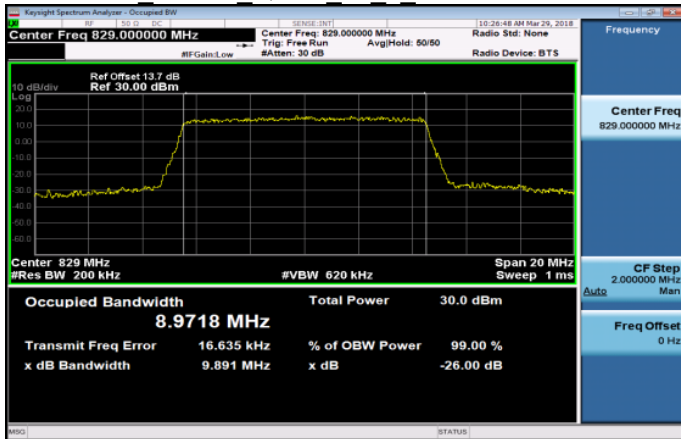 Keysight Spectrum Analyzer - Occupied BW
LXI RF 50 Ω DC SENSE:INT 10:26:48 AM Mar 29, 2018
Center Freq 829.000000 MHz
Center Freq: 829.000000 MHz
Radio Std: None
Trig: Free Run Avg|Hold: 50/50
#IFGain:Low #Atten: 30 dB Radio Device: BTS
Ref Offset 13.7 dB
10 dB/div Ref 30.00 dBm
Log
20.0
10.0
0.00
-10.0
-20.0
-30.0
-40.0
-50.0
-60.0
Center 829 MHz Span 20 MHz
#Res BW 200 kHz #VBW 620 kHz Sweep 1 ms
Occupied Bandwidth Total Power 30.0 dBm
8.9718 MHz
Transmit Freq Error 16.635 kHz % of OBW Power 99.00 %
x dB Bandwidth 9.891 MHz x dB -26.00 dB
MSG STATUS
Frequency
Center Freq
829.000000 MHz
CF Step
2.000000 MHz
Auto Man
Freq Offset
0 Hz